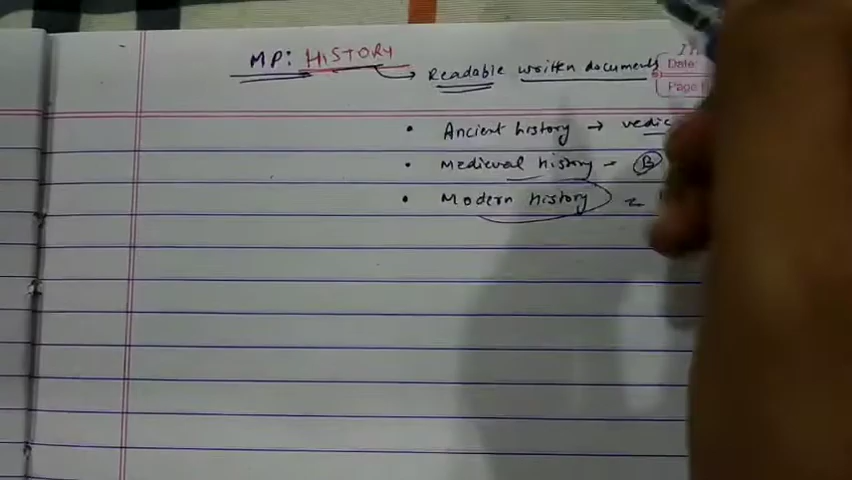 MP: HISTORY
Readable written documents
Date:
Page
• Ancient history → vedic
• Medieval history - B
• Modern history